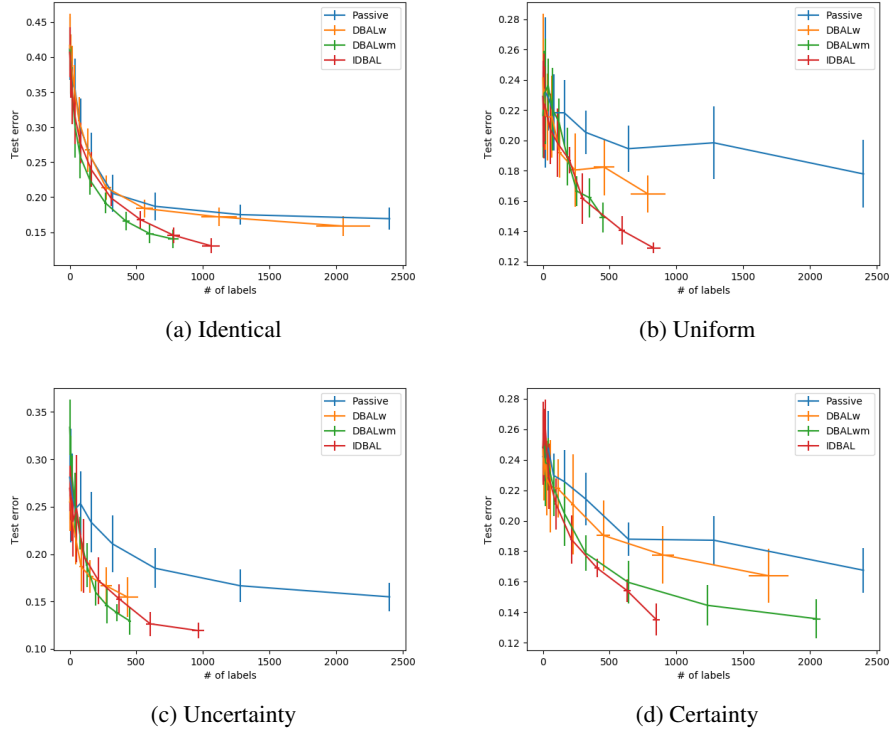 0.45
0.40
0.35
0.30
0.25
0.20
0.15
Test error
0
500
1000
1500
2000
2500
# of labels
Passive
DBALw
DBALwm
IDBAL
(a) Identical
0.28
0.26
0.24
0.22
0.20
0.18
0.16
0.14
0.12
Test error
0
500
1000
1500
2000
2500
# of labels
Passive
DBALw
DBALwm
IDBAL
(b) Uniform
0.35
0.30
0.25
0.20
0.15
0.10
Test error
0
500
1000
1500
2000
2500
# of labels
Passive
DBALw
DBALwm
IDBAL
(c) Uncertainty
0.28
0.26
0.24
0.22
0.20
0.18
0.16
0.14
0.12
Test error
0
500
1000
1500
2000
2500
# of labels
Passive
DBALw
DBALwm
IDBAL
(d) Certainty